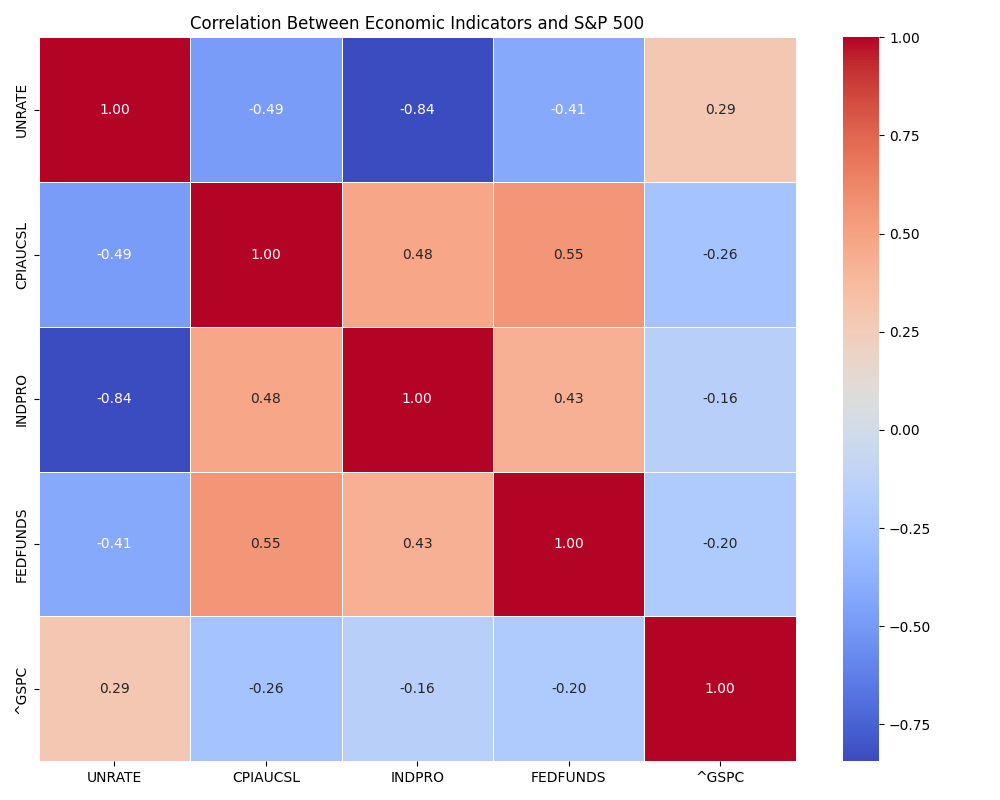 Correlation Between Economic Indicators and S&P 500
UNRATE 1.00 -0.49 -0.84 -0.41 0.29
CPIAUCSL -0.49 1.00 0.48 0.55 -0.26
INDPRO -0.84 0.48 1.00 0.43 -0.16
FEDFUNDS -0.41 0.55 0.43 1.00 -0.20
^GSPC 0.29 -0.26 -0.16 -0.20 1.00
UNRATE CPIAUCSL INDPRO FEDFUNDS ^GSPC
1.00
0.75
0.50
0.25
0.00
−0.25
−0.50
−0.75